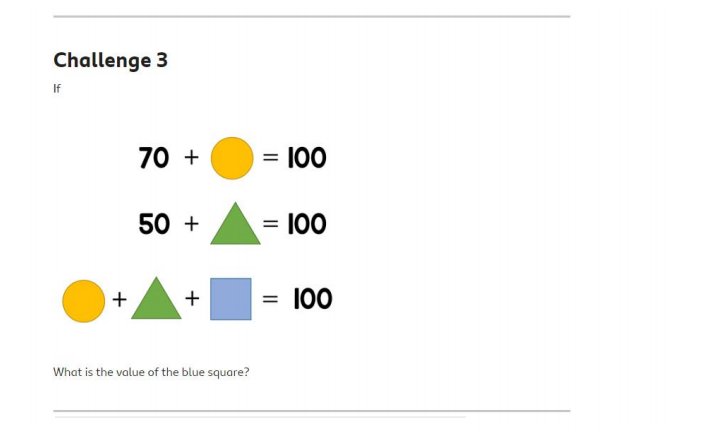 Challenge 3
If
70 + = 100
50 + = 100
+ + = 100
What is the value of the blue square?